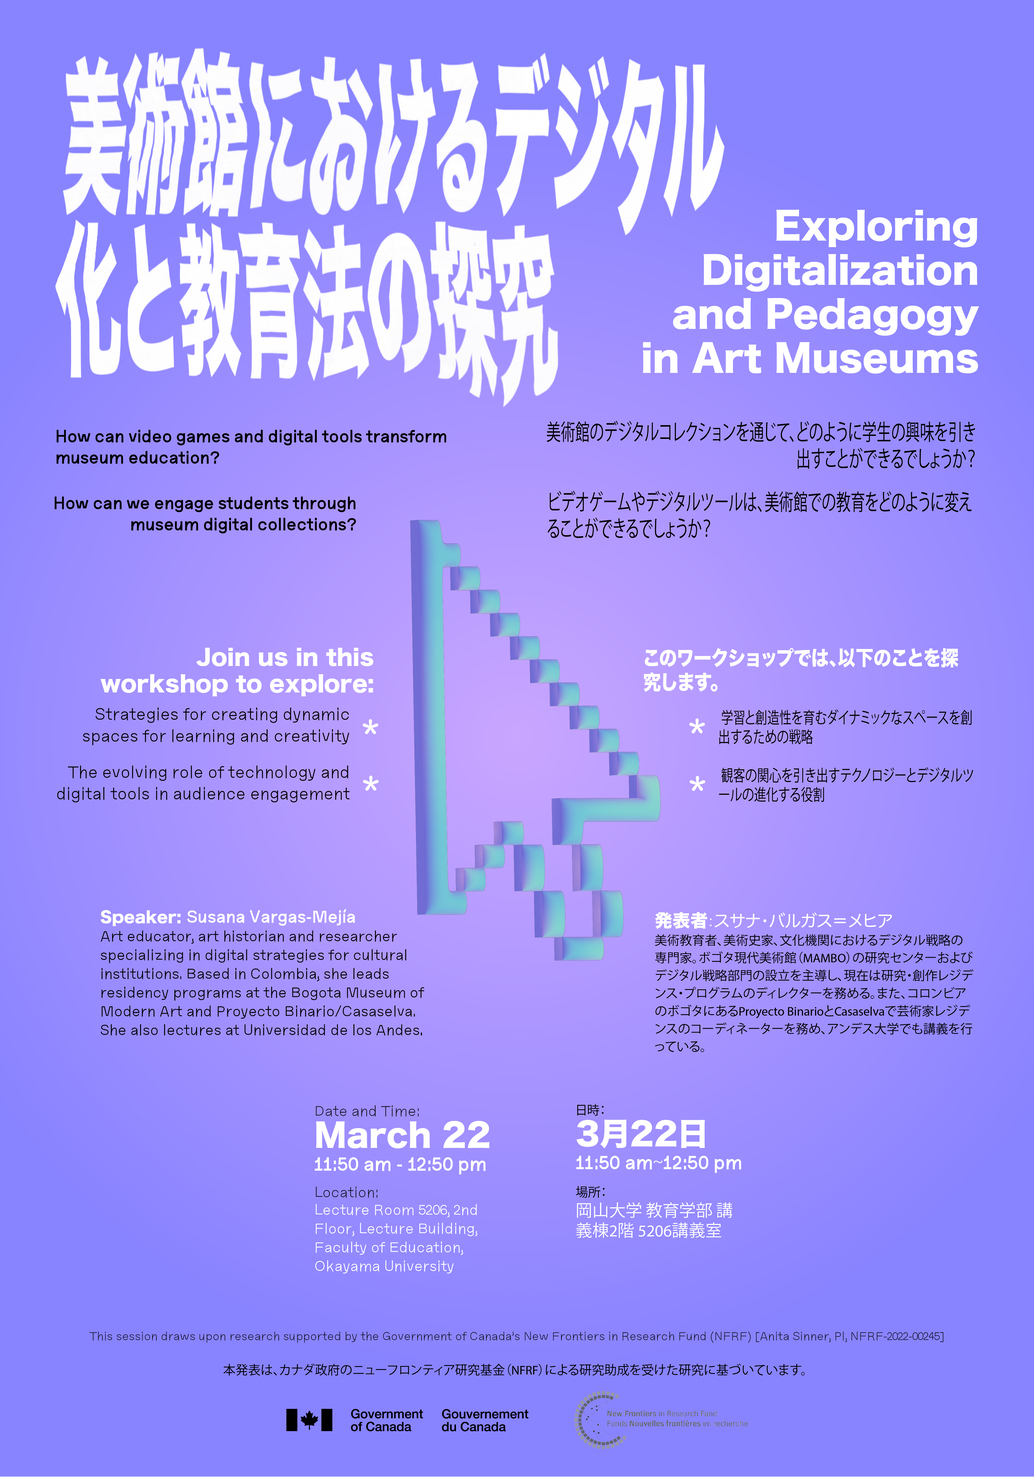 美術館におけるデジタル
化と教育法の探究
Exploring
Digitalization
and Pedagogy
in Art Museums
How can video games and digital tools transform
museum education?
How can we engage students through
museum digital collections?
美術館のデジタルコレクションを通じて、どのように学生の興味を引き
出すことができるでしょうか?
ビデオゲームやデジタルツールは、美術館での教育をどのように変え
ることができるでしょうか?
Join us in this
workshop to explore:
Strategies for creating dynamic
spaces for learning and creativity
*
The evolving role of technology and
digital tools in audience engagement
*
このワークショップでは、以下のことを探
究します。
* 学習と創造性を育むダイナミックなスペースを創
出するための戦略
* 観客の関心を引き出すテクノロジーとデジタルツ
ールの進化する役割
Speaker: Susana Vargas-Mejía
Art educator, art historian and researcher
specializing in digital strategies for cultural
institutions. Based in Colombia, she leads
residency programs at the Bogota Museum of
Modern Art and Proyecto Binario/Casaselva.
She also lectures at Universidad de los Andes.
発表者：スサナ・バルガス＝メヒア
美術教育者、美術史家、文化機関におけるデジタル戦略の
専門家。ボゴタ現代美術館（MAMBO）の研究センターおよび
デジタル戦略部門の設立を主導し、現在は研究・創作レジデ
ンス・プログラムのディレクターを務める。また、コロンビア
のボゴタにあるProyecto BinarioとCasaselvaで芸術家レジデ
ンスのコーディネーターを務め、アンデス大学でも講義を行
っている。
Date and Time:
March 22
11:50 am - 12:50 pm
Location:
Lecture Room 5206, 2nd
Floor, Lecture Building,
Faculty of Education,
Okayama University
日時：
3月22日
11:50 am~12:50 pm
場所：
岡山大学 教育学部 講
義棟2階 5206講義室
This session draws upon research supported by the Government of Canada's New Frontiers in Research Fund (NFRF) [Anita Sinner, PI, NFRF-2022-00245]
本発表は、カナダ政府のニューフロンティア研究基金（NFRF）による研究助成を受けた研究に基づいています。
Government
of Canada
Gouvernement
du Canada
New Frontiers in Research Fund
Fonds Nouvelles frontières en recherche